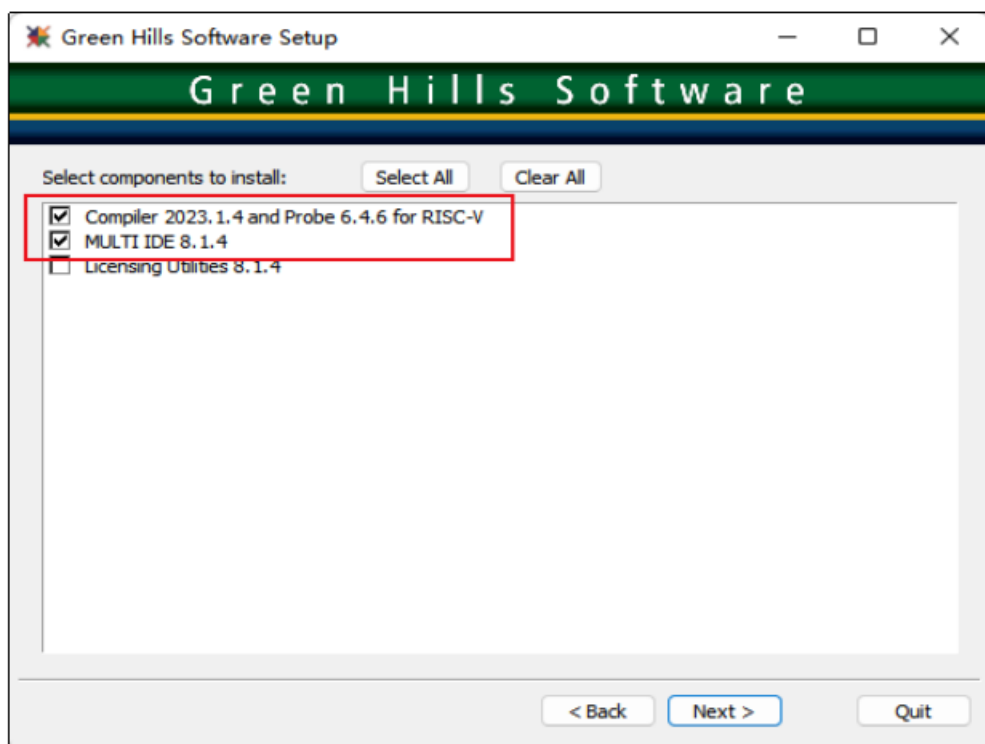 Green Hills Software Setup
Green Hills Software
Select components to install: Select All Clear All
Compiler 2023.1.4 and Probe 6.4.6 for RISC-V
MULTI IDE 8.1.4
Licensing Utilities 8.1.4
< Back Next > Quit